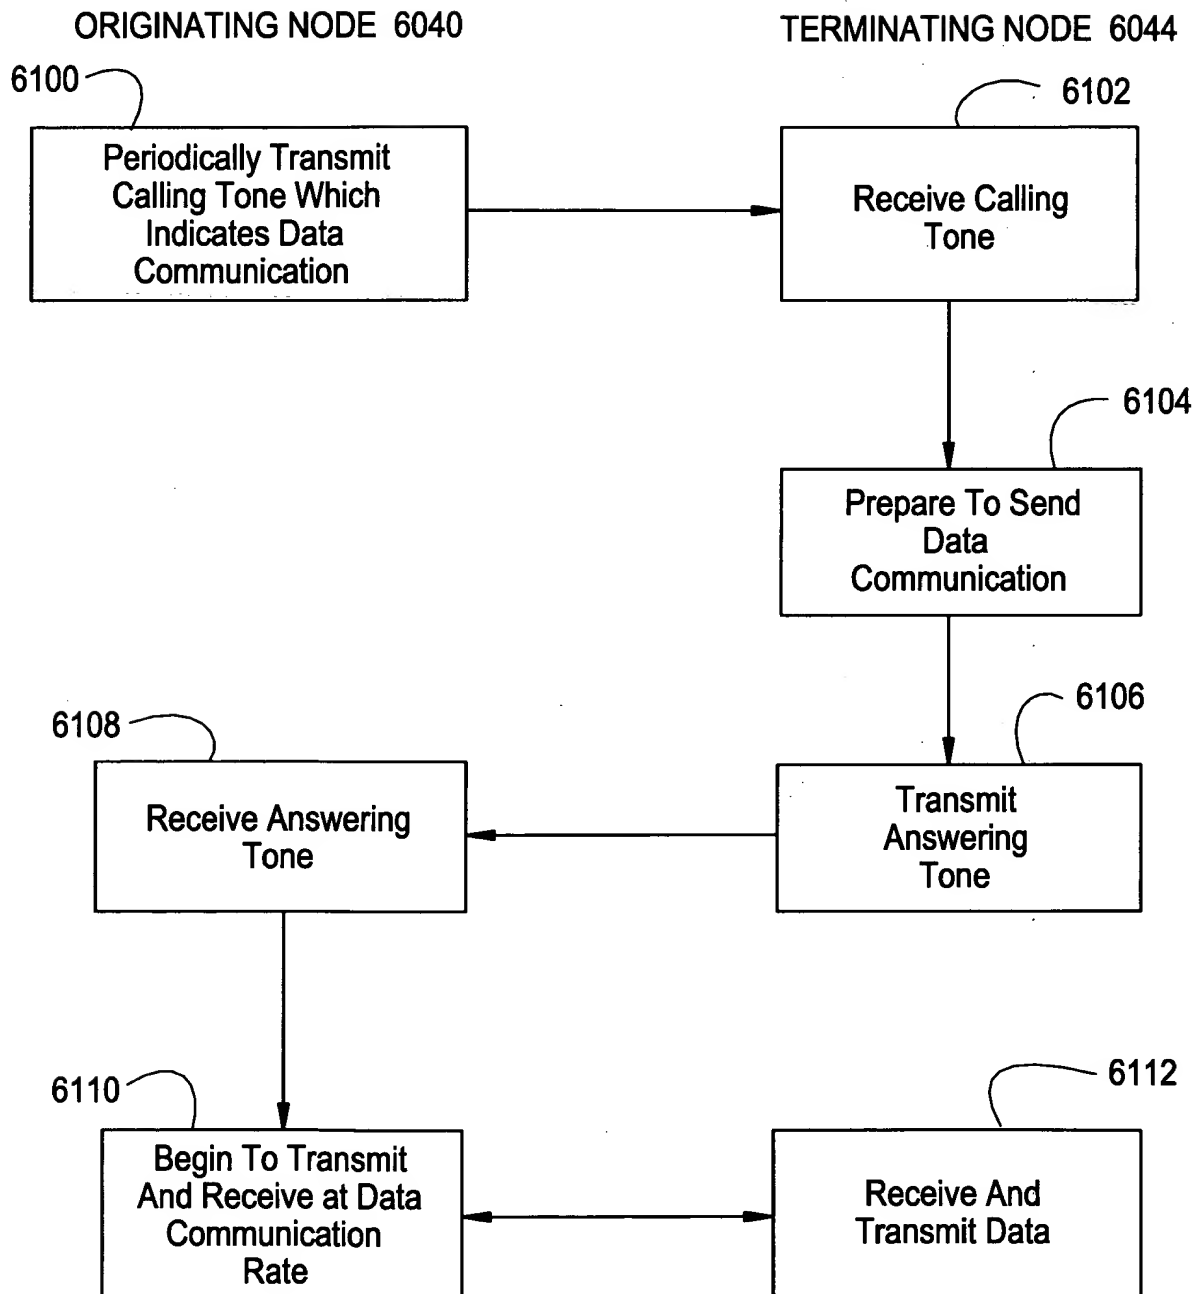 ORIGINATING NODE 6040
TERMINATING NODE 6044
6100
6102
Periodically Transmit
Calling Tone Which
Indicates Data
Communication
Receive Calling
Tone
6104
Prepare To Send
Data
Communication
6106
6108
Receive Answering
Tone
Transmit
Answering
Tone
6110
6112
Begin To Transmit
And Receive at Data
Communication
Rate
Receive And
Transmit Data